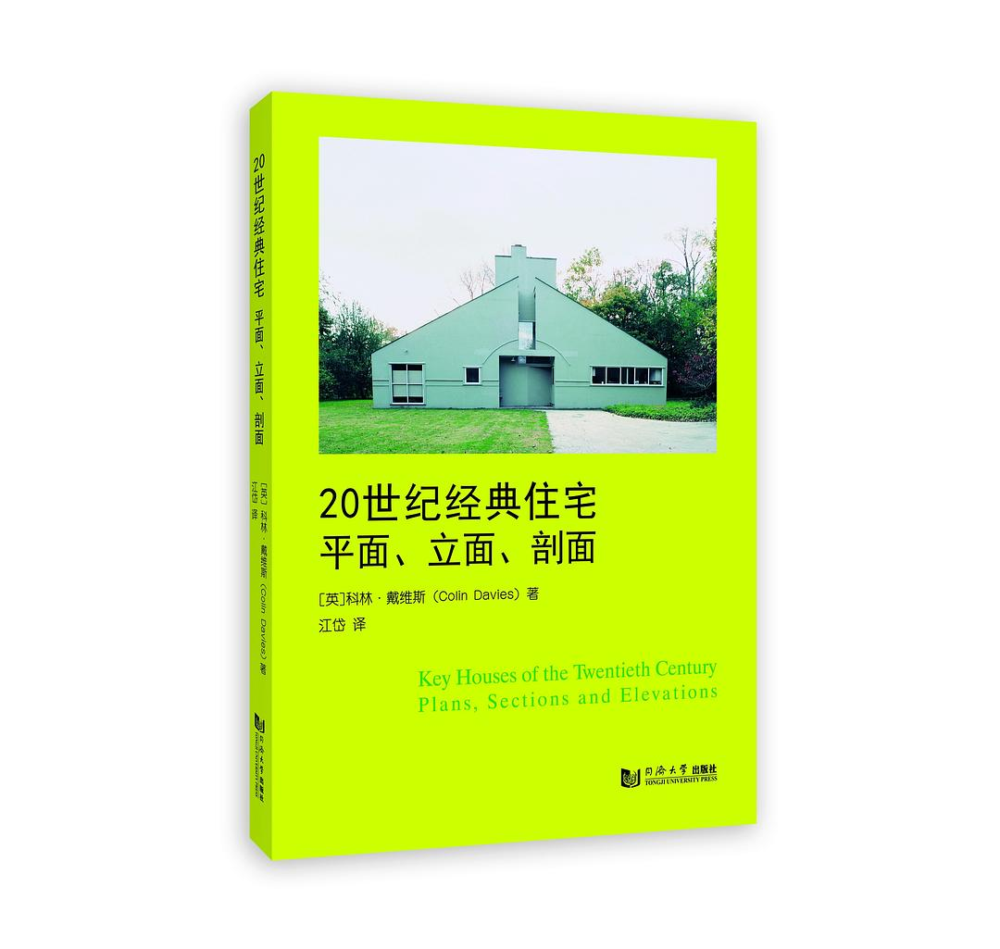 20世纪经典住宅 平面、立面、剖面
[英] 科林·戴维斯(Colin Davies) 著
江岱 译
同济大学出版社
TONGJI UNIVERSITY PRESS
20世纪经典住宅
平面、立面、剖面
[英]科林·戴维斯(Colin Davies)著
江岱 译
Key Houses of the Twentieth Century
Plans, Sections and Elevations
同济大学出版社
TONGJI UNIVERSITY PRESS